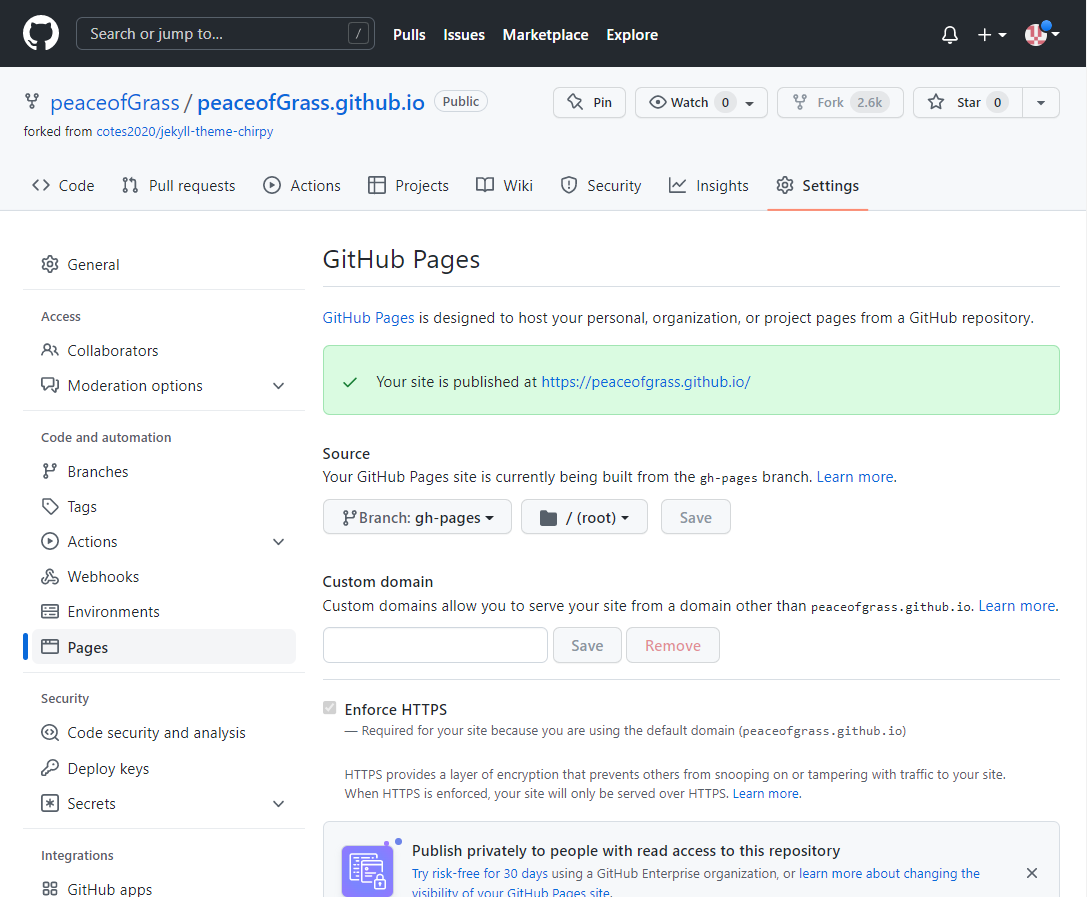 Search or jump to... /
Pulls Issues Marketplace Explore
peaceofGrass / peaceofGrass.github.io Public
Pin Watch 0 Fork 2.6k Star 0
forked from cotes2020/jekyll-theme-chirpy
Code Pull requests Actions Projects Wiki Security Insights Settings
General
Access
Collaborators
Moderation options
Code and automation
Branches
Tags
Actions
Webhooks
Environments
Pages
Security
Code security and analysis
Deploy keys
Secrets
Integrations
GitHub apps
GitHub Pages
GitHub Pages is designed to host your personal, organization, or project pages from a GitHub repository.
Your site is published at https://peaceofgrass.github.io/
Source
Your GitHub Pages site is currently being built from the gh-pages branch. Learn more.
Branch: gh-pages / (root) Save
Custom domain
Custom domains allow you to serve your site from a domain other than peaceofgrass.github.io. Learn more.
Save Remove
Enforce HTTPS
— Required for your site because you are using the default domain (peaceofgrass.github.io)
HTTPS provides a layer of encryption that prevents others from snooping on or tampering with traffic to your site.
When HTTPS is enforced, your site will only be served over HTTPS. Learn more.
Publish privately to people with read access to this repository
Try risk-free for 30 days using a GitHub Enterprise organization, or learn more about changing the
visibility of your GitHub Pages site.